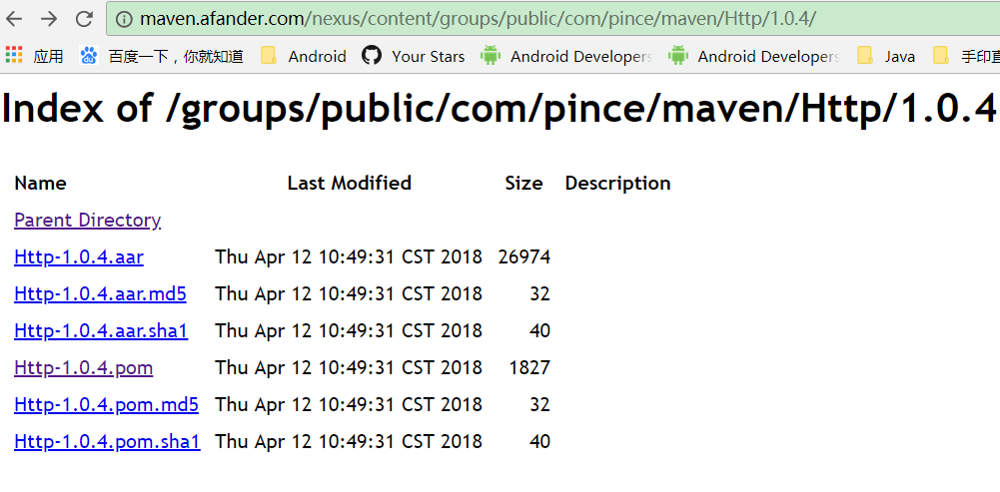 maven.afander.com/nexus/content/groups/public/com/pince/maven/Http/1.0.4/
应用 百度一下，你就知道 Android Your Stars Android Developers Android Developers Java 手印直
Index of /groups/public/com/pince/maven/Http/1.0.4
Name Last Modified Size Description
Parent Directory
Http-1.0.4.aar Thu Apr 12 10:49:31 CST 2018 26974
Http-1.0.4.aar.md5 Thu Apr 12 10:49:31 CST 2018 32
Http-1.0.4.aar.sha1 Thu Apr 12 10:49:31 CST 2018 40
Http-1.0.4.pom Thu Apr 12 10:49:31 CST 2018 1827
Http-1.0.4.pom.md5 Thu Apr 12 10:49:31 CST 2018 32
Http-1.0.4.pom.sha1 Thu Apr 12 10:49:31 CST 2018 40